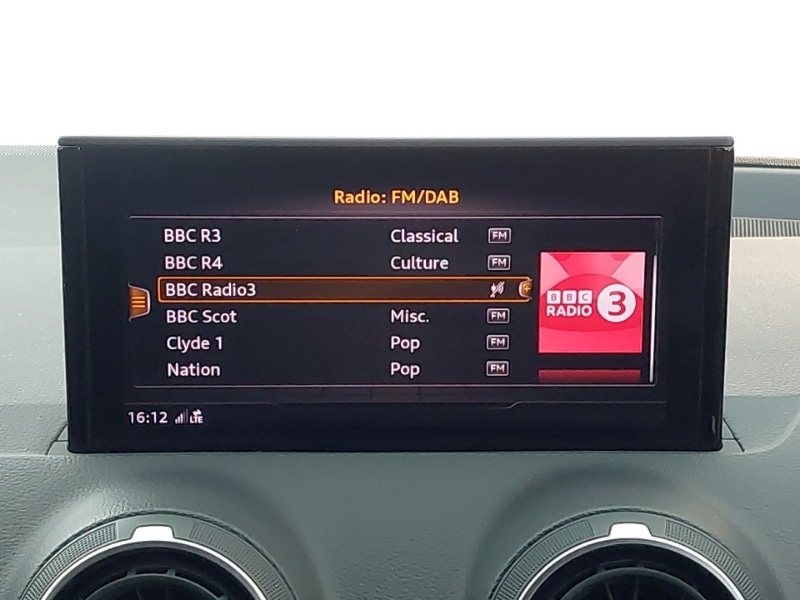 Radio: FM/DAB
BBC R3 Classical FM
BBC R4 Culture FM
BBC Radio3
BBC Scot Misc. FM
Clyde 1 Pop FM
Nation Pop FM
BBC
RADIO 3
16:12 LTE